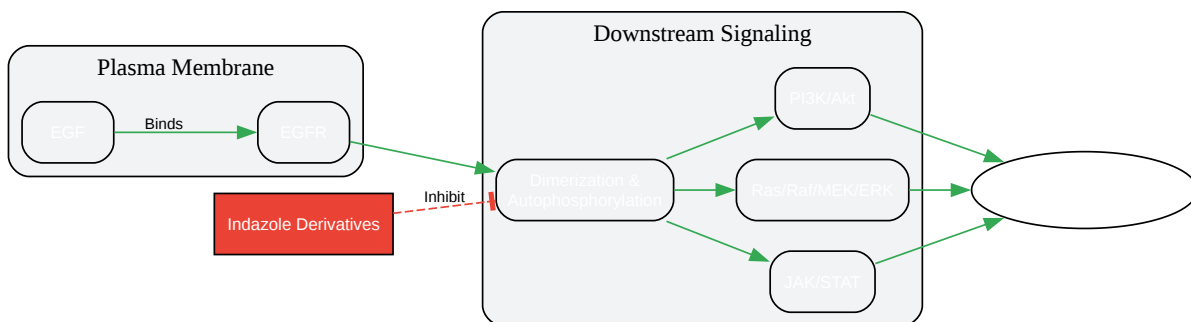 Downstream Signaling
Plasma Membrane
PI3K/Akt
EGF
Binds
EGFR
Dimerization &
Autophosphorylation
Ras/Raf/MEK/ERK
Inhibit
Indazole Derivatives
JAK/STAT